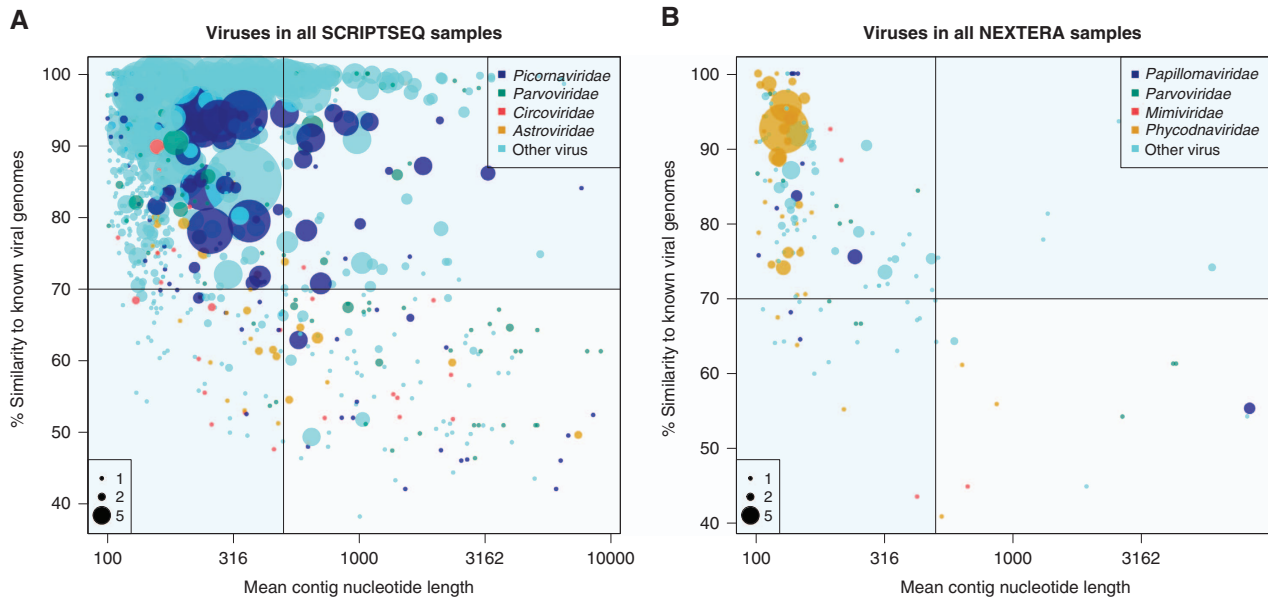 A
Viruses in all SCRIPTSEQ samples
% Similarity to known viral genomes
100
90
80
70
60
50
40
Picornaviridae
Parvoviridae
Circoviridae
Astroviridae
Other virus
1
2
5
100
316
1000
3162
10000
Mean contig nucleotide length
B
Viruses in all NEXTERA samples
% Similarity to known viral genomes
100
90
80
70
60
50
40
Papillomaviridae
Parvoviridae
Mimiviridae
Phycodnaviridae
Other virus
1
2
5
100
316
1000
3162
Mean contig nucleotide length